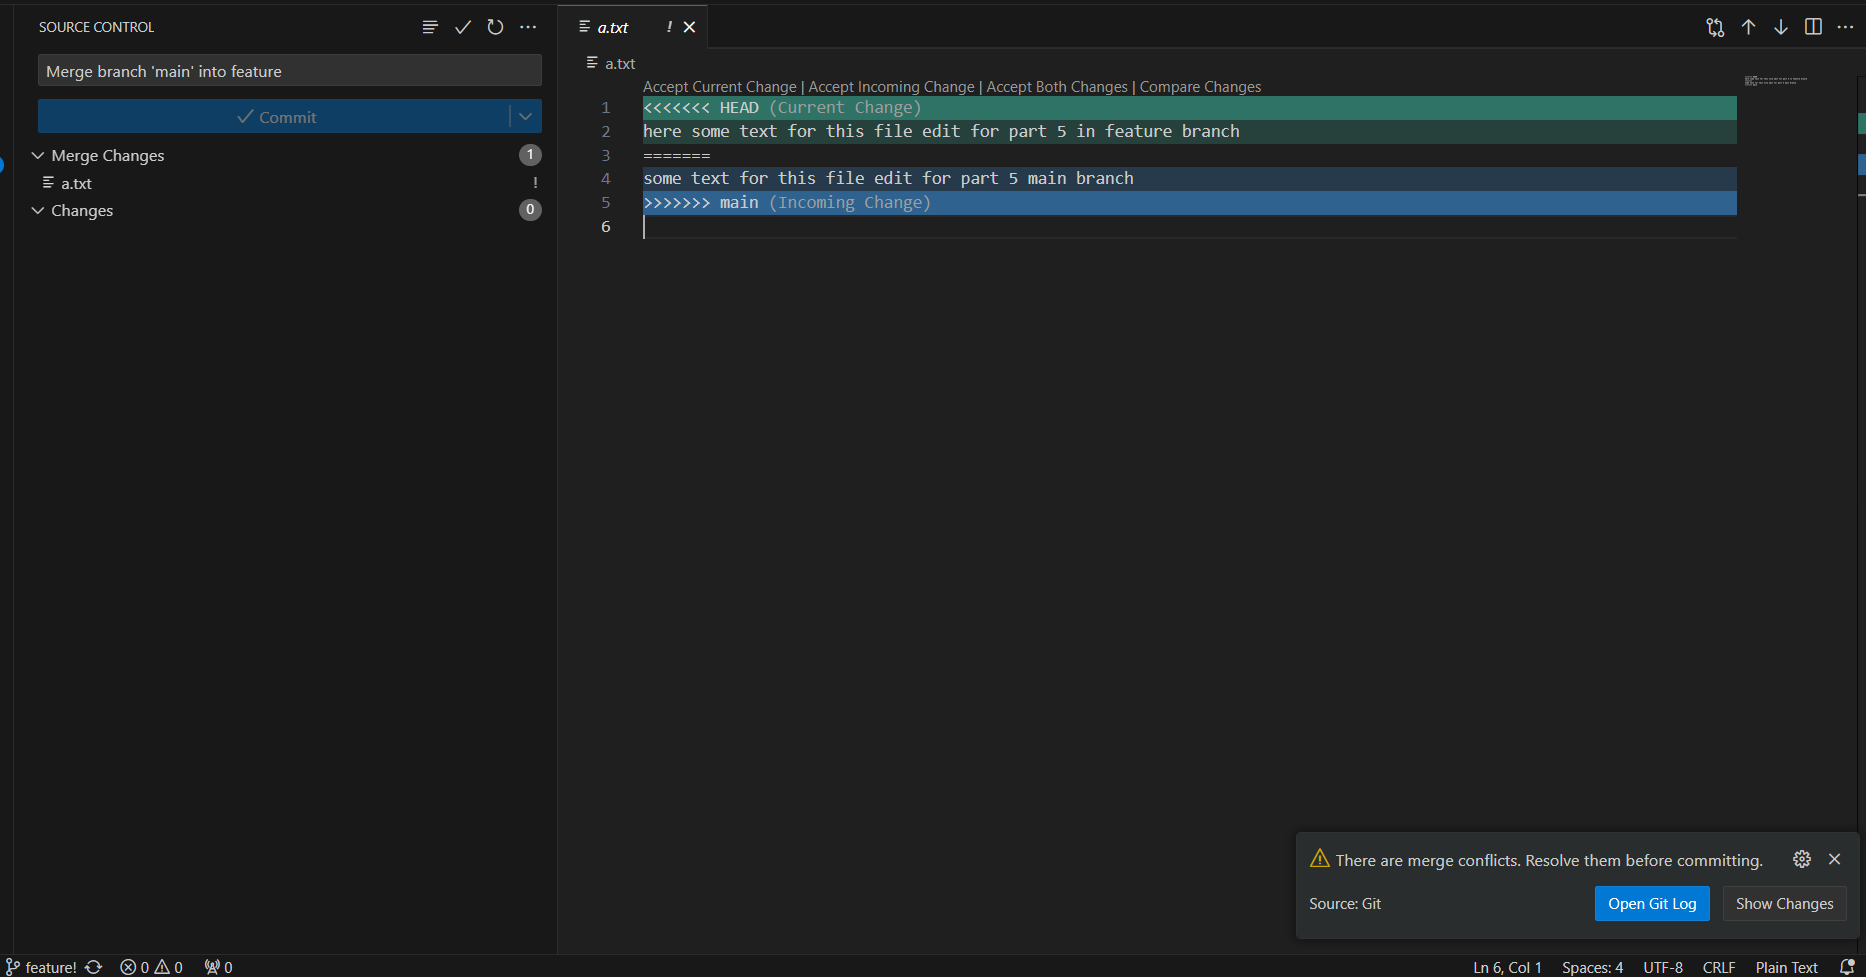 SOURCE CONTROL
Merge branch 'main' into feature
Commit
Merge Changes 1
a.txt !
Changes 0
a.txt !
a.txt
Accept Current Change | Accept Incoming Change | Accept Both Changes | Compare Changes
1 <<<<<<< HEAD (Current Change)
2 here some text for this file edit for part 5 in feature branch
3 =======
4 some text for this file edit for part 5 main branch
5 >>>>>>> main (Incoming Change)
6
There are merge conflicts. Resolve them before committing.
Source: Git
Open Git Log
Show Changes
feature! 0 0 0
Ln 6, Col 1 Spaces: 4 UTF-8 CRLF Plain Text